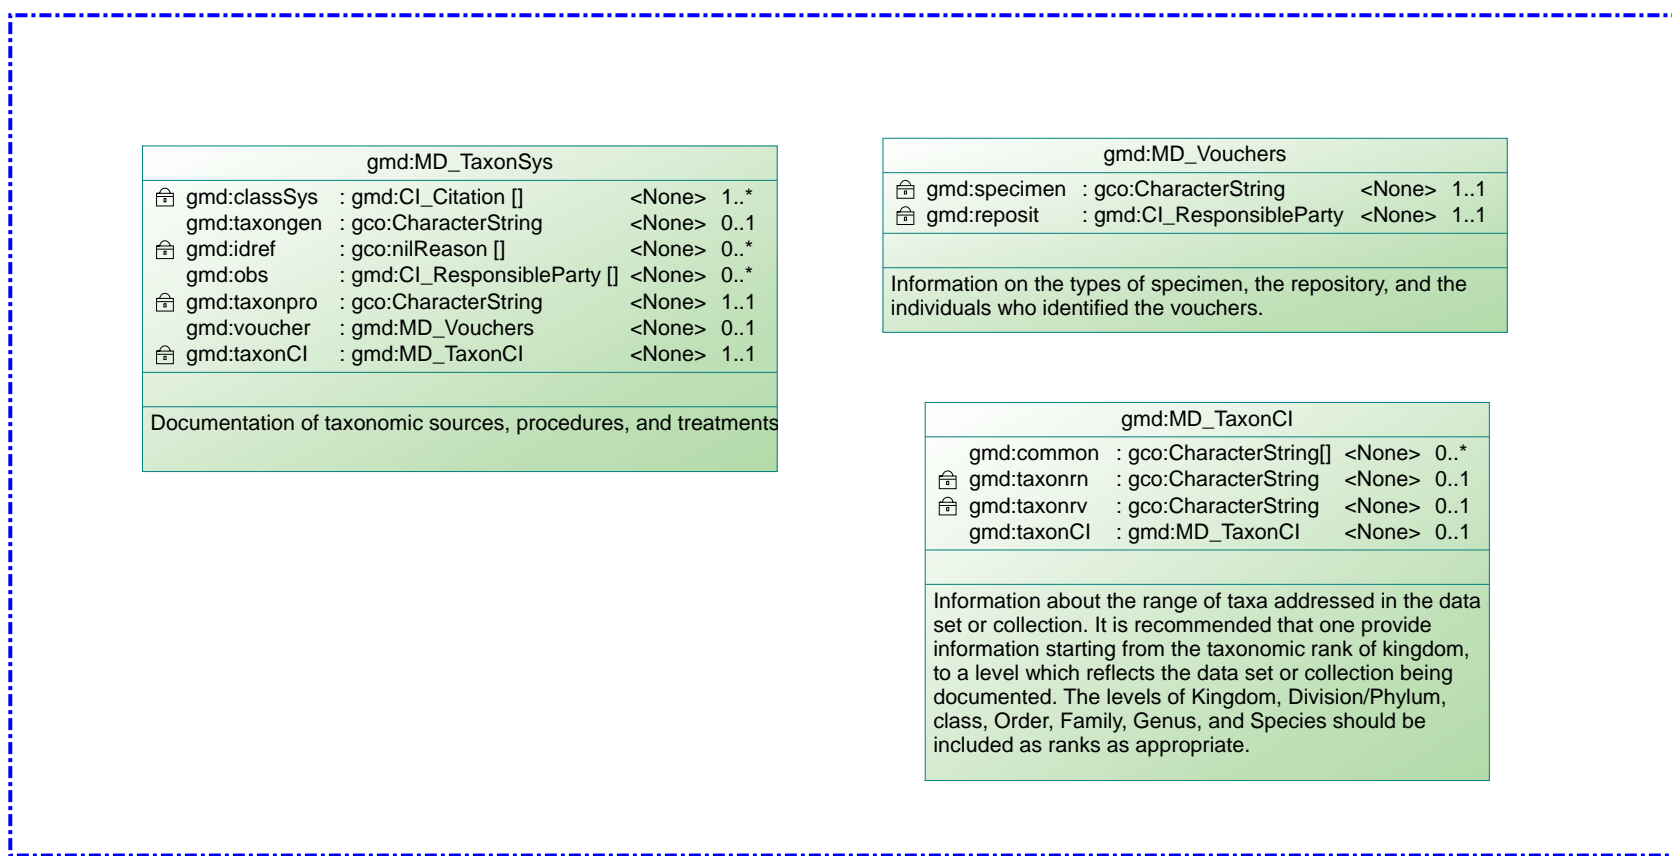 gmd:MD_TaxonSys
gmd:classSys : gmd:CI_Citation [] <None> 1..*
gmd:taxongen : gco:CharacterString <None> 0..1
gmd:idref : gco:nilReason [] <None> 0..*
gmd:obs : gmd:CI_ResponsibleParty [] <None> 0..*
gmd:taxonpro : gco:CharacterString <None> 1..1
gmd:voucher : gmd:MD_Vouchers <None> 0..1
gmd:taxonCl : gmd:MD_TaxonCl <None> 1..1
Documentation of taxonomic sources, procedures, and treatments
gmd:MD_Vouchers
gmd:specimen : gco:CharacterString <None> 1..1
gmd:reposit : gmd:CI_ResponsibleParty <None> 1..1
Information on the types of specimen, the repository, and the
individuals who identified the vouchers.
gmd:MD_TaxonCl
gmd:common : gco:CharacterString[] <None> 0..*
gmd:taxonrn : gco:CharacterString <None> 0..1
gmd:taxonrv : gco:CharacterString <None> 0..1
gmd:taxonCl : gmd:MD_TaxonCl <None> 0..1
Information about the range of taxa addressed in the data
set or collection. It is recommended that one provide
information starting from the taxonomic rank of kingdom,
to a level which reflects the data set or collection being
documented. The levels of Kingdom, Division/Phylum,
class, Order, Family, Genus, and Species should be
included as ranks as appropriate.